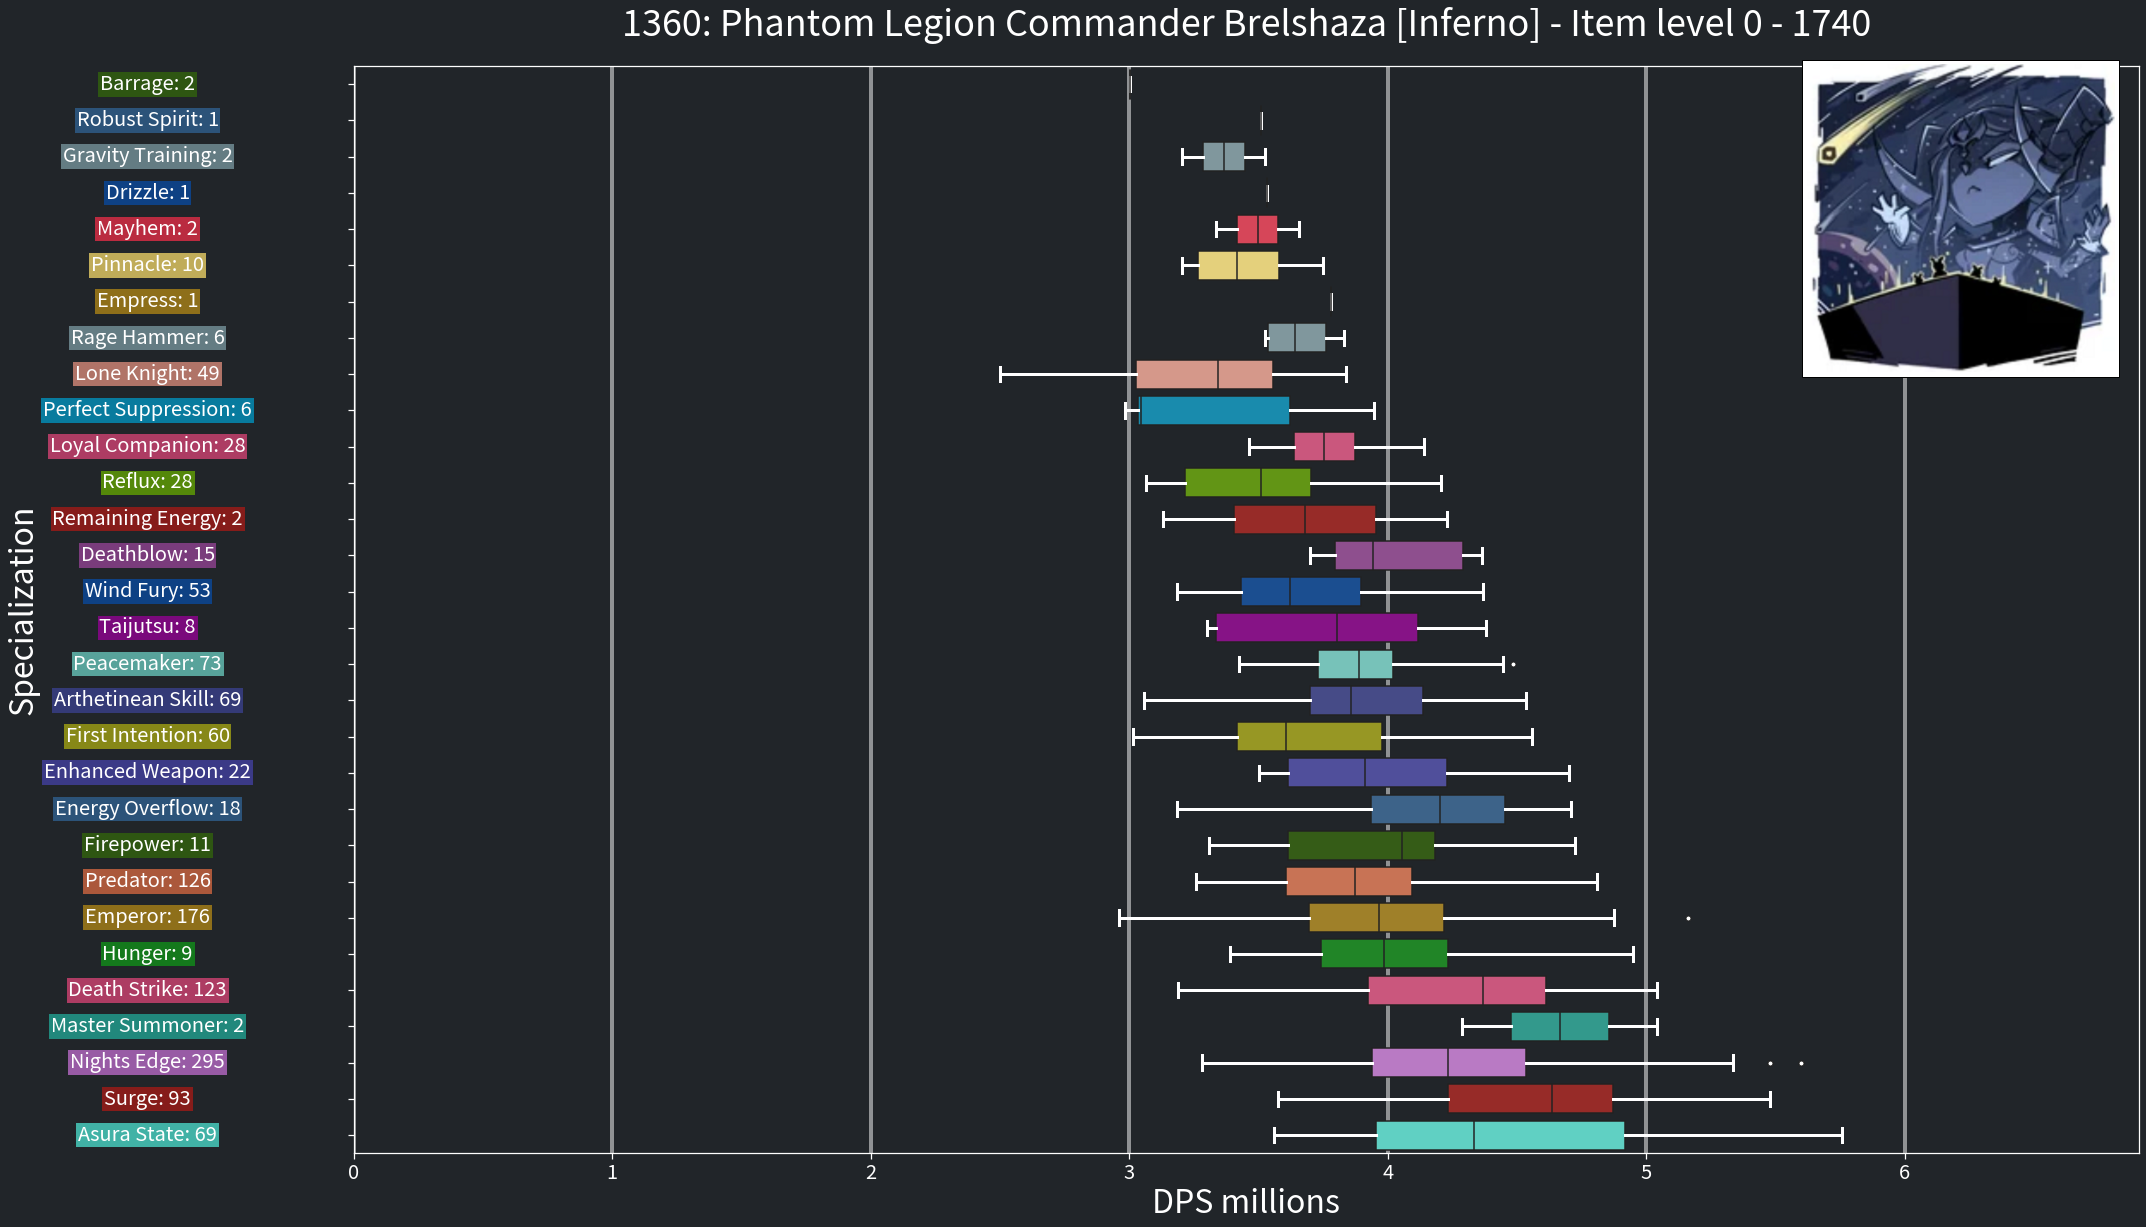 1360: Phantom Legion Commander Brelshaza [Inferno] - Item level 0 - 1740
Specialization
Barrage: 2
Robust Spirit: 1
Gravity Training: 2
Drizzle: 1
Mayhem: 2
Pinnacle: 10
Empress: 1
Rage Hammer: 6
Lone Knight: 49
Perfect Suppression: 6
Loyal Companion: 28
Reflux: 28
Remaining Energy: 2
Deathblow: 15
Wind Fury: 53
Taijutsu: 8
Peacemaker: 73
Arthetinean Skill: 69
First Intention: 60
Enhanced Weapon: 22
Energy Overflow: 18
Firepower: 11
Predator: 126
Emperor: 176
Hunger: 9
Death Strike: 123
Master Summoner: 2
Nights Edge: 295
Surge: 93
Asura State: 69
0 1 2 3 4 5 6
DPS millions